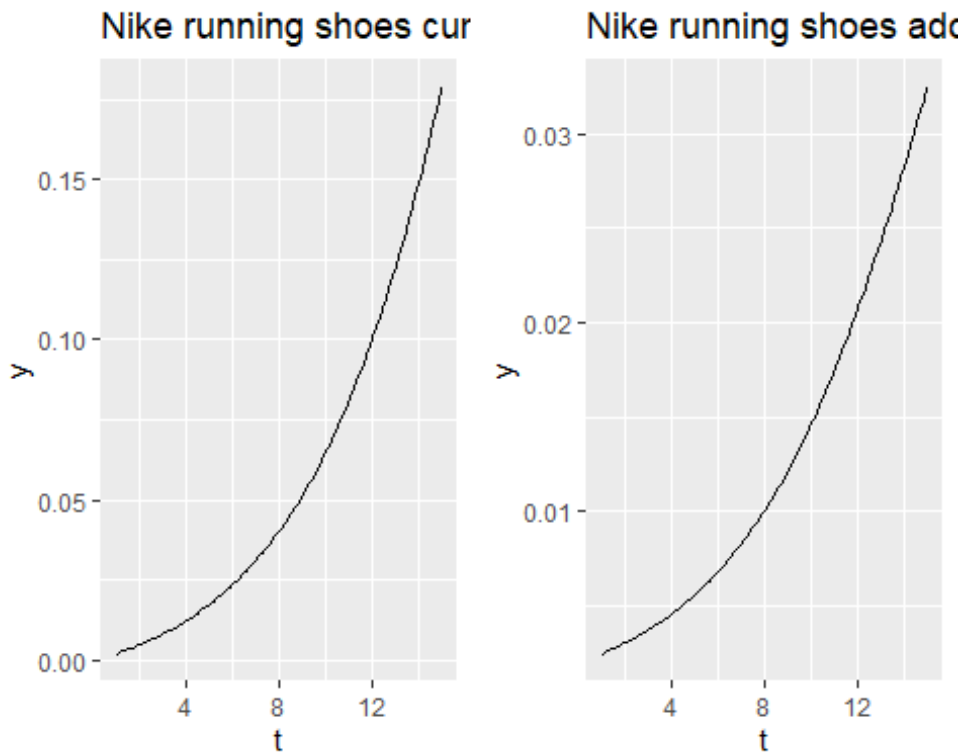 Nike running shoes cur
0.15
0.10
0.05
0.00
y
4 8 12
t
Nike running shoes add
0.03
0.02
0.01
y
4 8 12
t